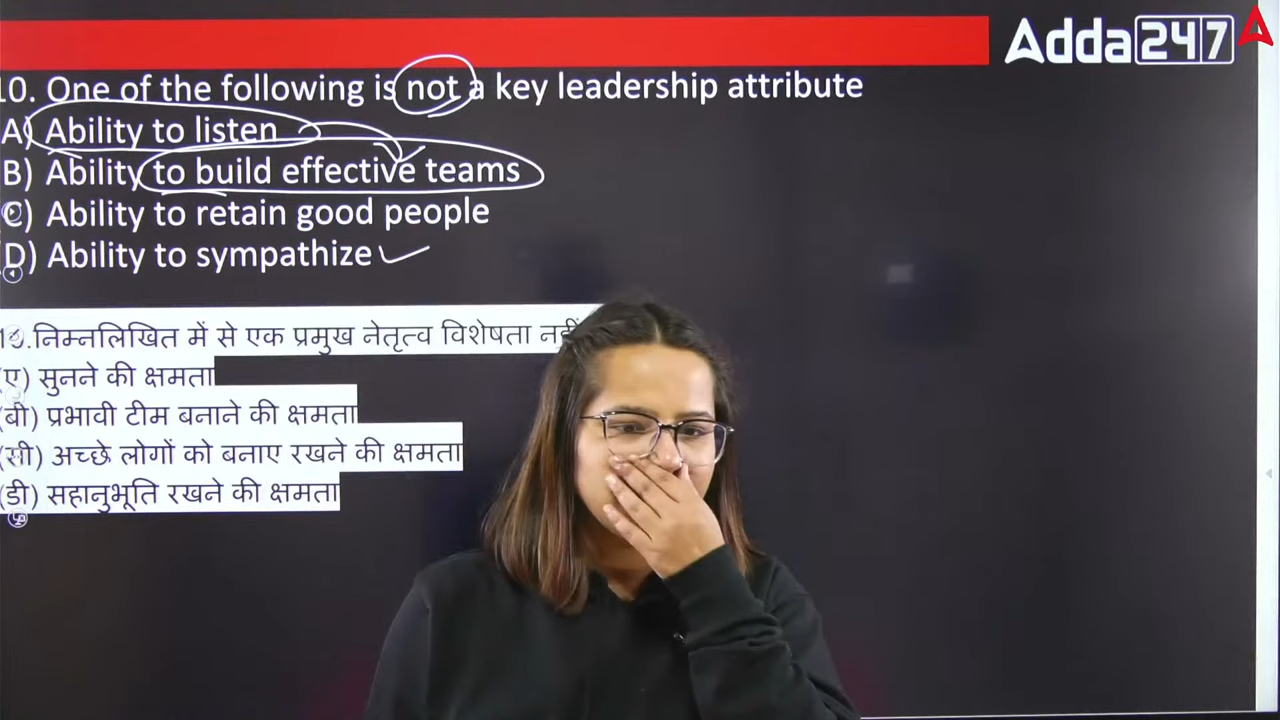 Adda247
10. One of the following is not a key leadership attribute
A) Ability to listen
B) Ability to build effective teams
C) Ability to retain good people
D) Ability to sympathize
10.निम्नलिखित में से एक प्रमुख नेतृत्व विशेषता नहीं
(ए) सुनने की क्षमता
(बी) प्रभावी टीम बनाने की क्षमता
(सी) अच्छे लोगों को बनाए रखने की क्षमता
(डी) सहानुभूति रखने की क्षमता